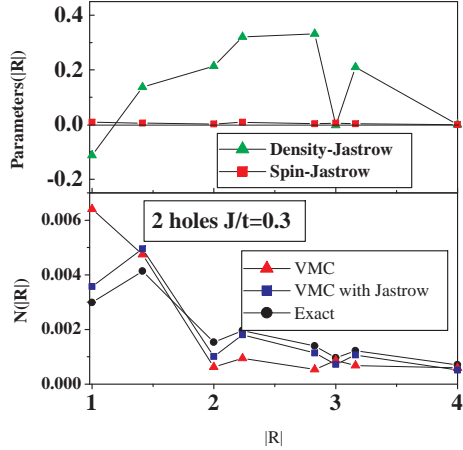 Parameters(|R|)
0.4
0.2
0.0
-0.2
Density-Jastrow
Spin-Jastrow
N(|R|)
0.006
0.004
0.002
0.000
2 holes J/t=0.3
VMC
VMC with Jastrow
Exact
1 2 3 4
|R|